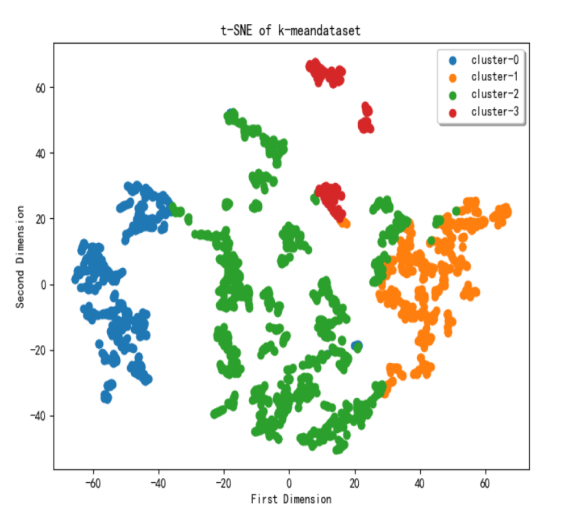 t-SNE of k-meandataset
cluster-0
cluster-1
cluster-2
cluster-3
60
40
20
0
-20
-40
Second Dimension
-60
-40
-20
0
20
40
60
First Dimension